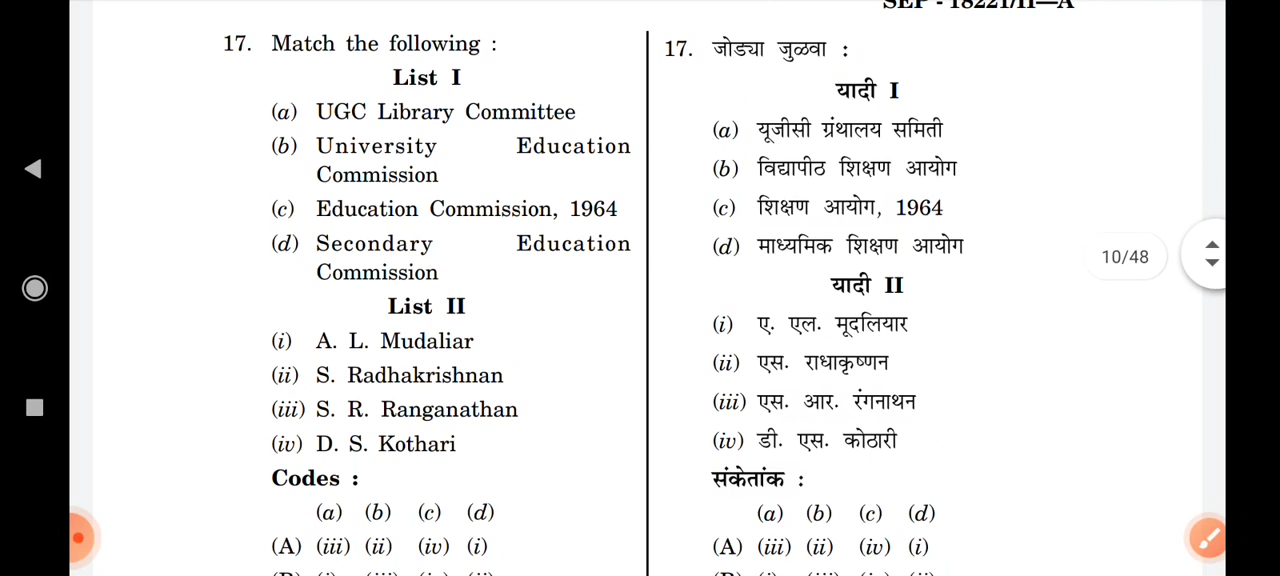 SEP - 18221/II—A
17. Match the following :
List I
(a) UGC Library Committee
(b) University Education
Commission
(c) Education Commission, 1964
(d) Secondary Education
Commission
List II
(i) A. L. Mudaliar
(ii) S. Radhakrishnan
(iii) S. R. Ranganathan
(iv) D. S. Kothari
Codes :
(a) (b) (c) (d)
(A) (iii) (ii) (iv) (i)
17. जोड्या जुळवा :
यादी I
(a) यूजीसी ग्रंथालय समिती
(b) विद्यापीठ शिक्षण आयोग
(c) शिक्षण आयोग, 1964
(d) माध्यमिक शिक्षण आयोग
यादी II
(i) ए. एल. मूदलियार
(ii) एस. राधाकृष्णन
(iii) एस. आर. रंगनाथन
(iv) डी. एस. कोठारी
संकेतांक :
(a) (b) (c) (d)
(A) (iii) (ii) (iv) (i)
10/48